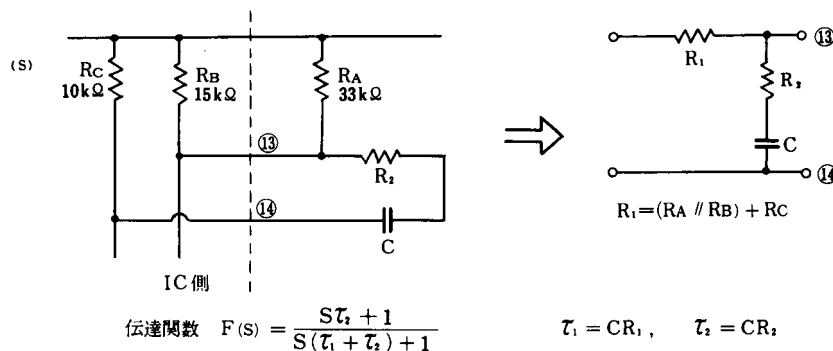 (S)
RC
10kΩ
RB
15kΩ
RA
33kΩ
⑬
R2
⑭
C
IC側
R1
⑬
R2
C
⑭
R1=(RA // RB) + RC
伝達関数 F(S) = (Sτ2 + 1) / (S(τ1 + τ2) + 1)
τ1 = CR1 , τ2 = CR2